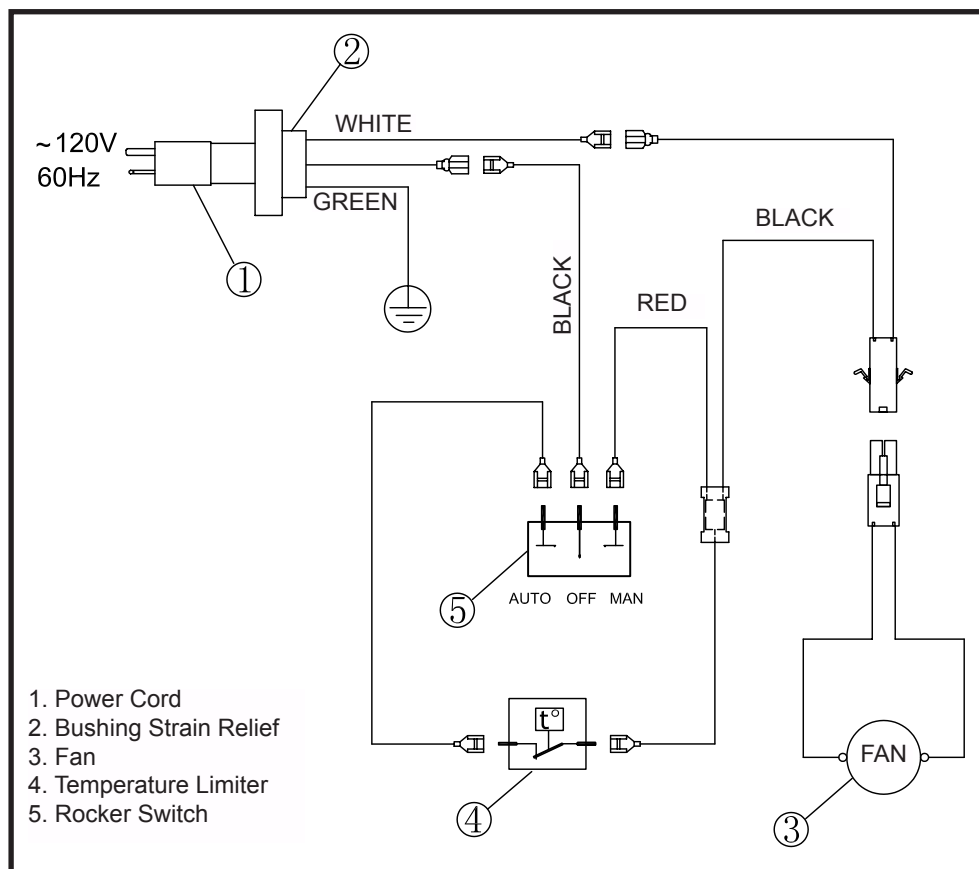 ②
WHITE
~120V
60Hz
GREEN
①
BLACK
BLACK
RED
⑤
AUTO OFF MAN
t°
④
FAN
③
1. Power Cord
2. Bushing Strain Relief
3. Fan
4. Temperature Limiter
5. Rocker Switch